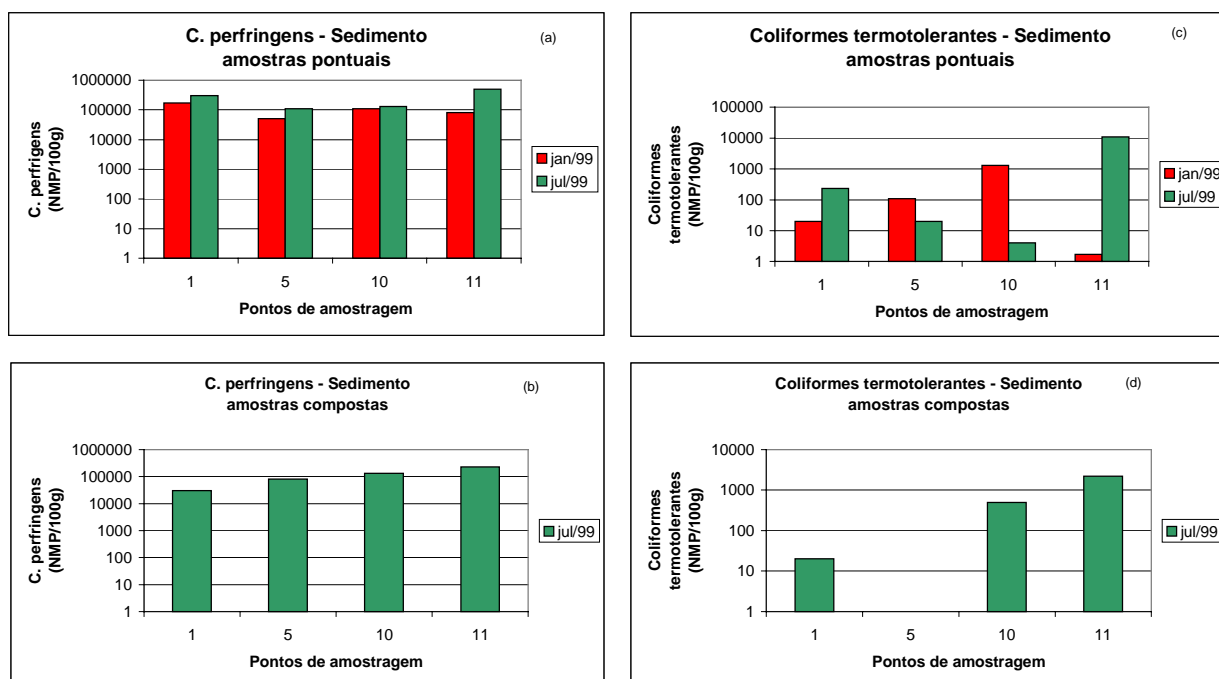 C. perfringens - Sedimento
amostras pontuais
(a)
C. perfrigens
(NMP/100g)
1000000
100000
10000
1000
100
10
1
1 5 10 11
Pontos de amostragem
jan/99
jul/99
Coliformes termotolerantes - Sedimento
amostras pontuais
(c)
Coliformes
termotolerantes
(NMP/100g)
100000
10000
1000
100
10
1
1 5 10 11
Pontos de amostragem
jan/99
jul/99
C. perfringens - Sedimento
amostras compostas
(b)
C. perfringens
(NMP/100g)
1000000
100000
10000
1000
100
10
1
1 5 10 11
Pontos de amostragem
jul/99
Coliformes termotolerantes - Sedimento
amostras compostas
(d)
Coliformes
termotolerantes
(NMP/100g)
10000
1000
100
10
1
1 5 10 11
Pontos de amostragem
jul/99